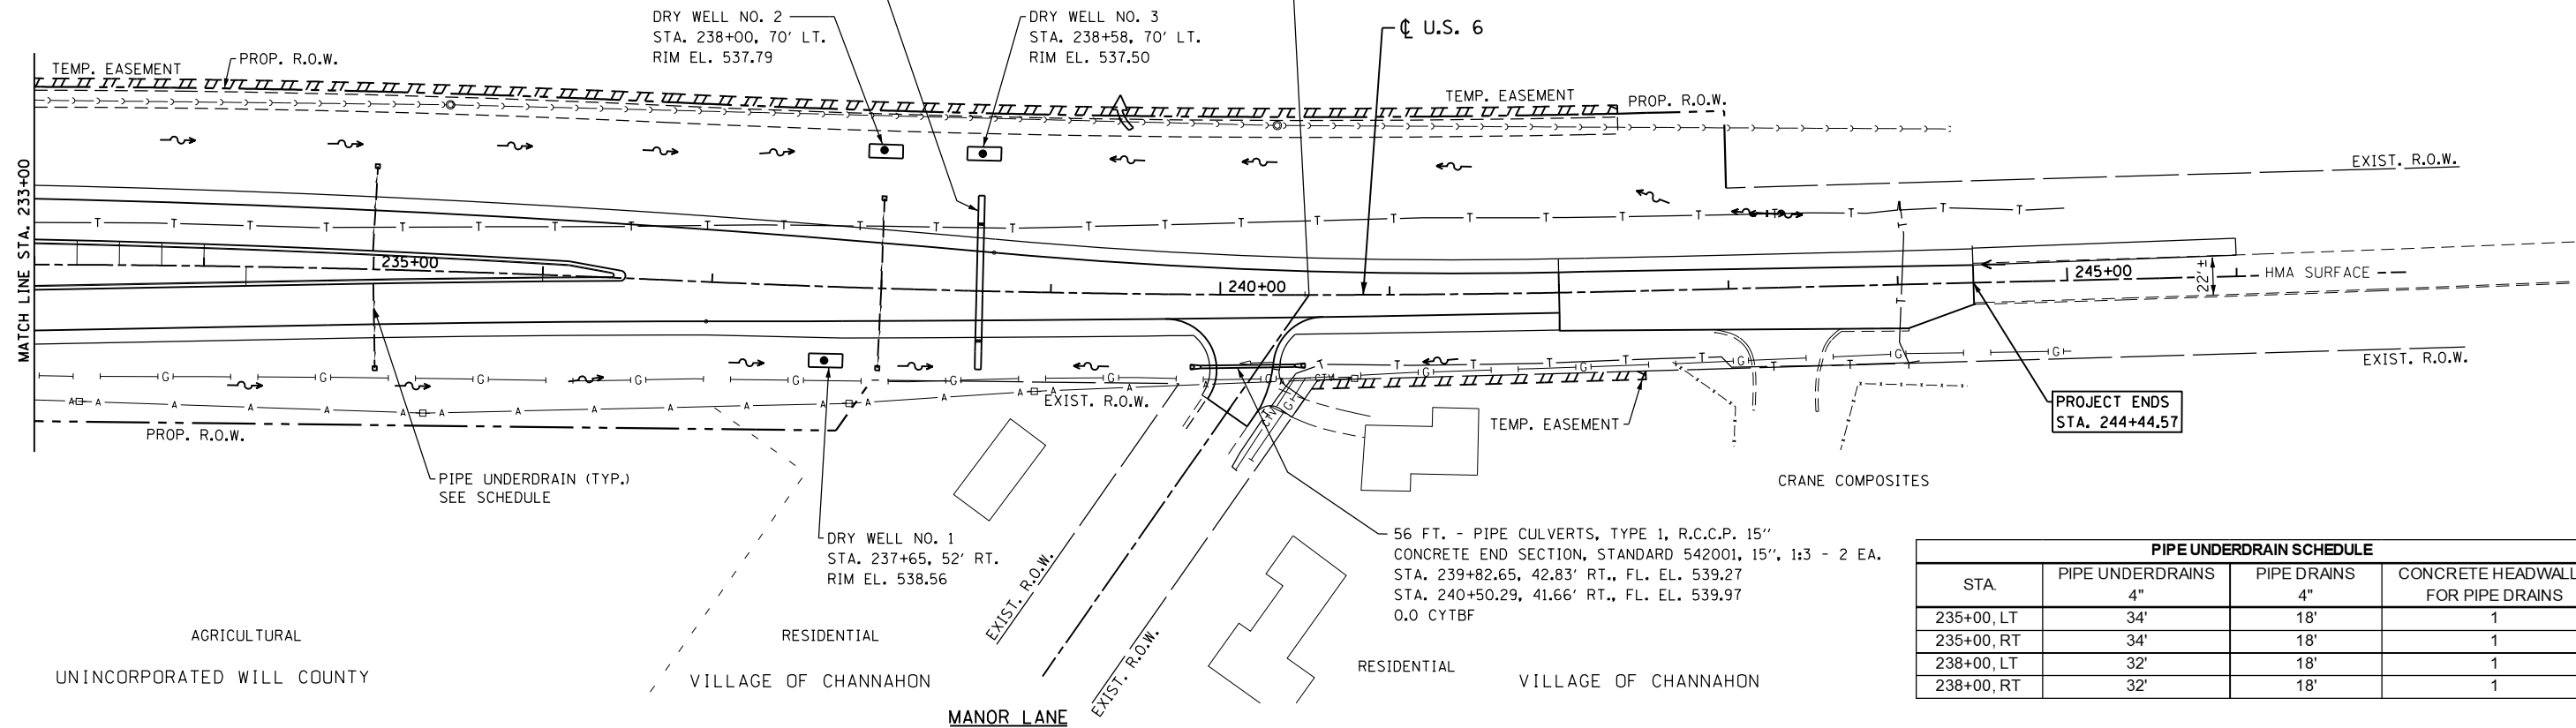 DRY WELL NO. 2
STA. 238+00, 70' LT.
RIM EL. 537.79
DRY WELL NO. 3
STA. 238+58, 70' LT.
RIM EL. 537.50
℄ U.S. 6
TEMP. EASEMENT
PROP. R.O.W.
TEMP. EASEMENT
PROP. R.O.W.
EXIST. R.O.W.
MATCH LINE STA. 233+00
235+00
240+00
245+00
22'±
HMA SURFACE
EXIST. R.O.W.
EXIST. R.O.W.
PROP. R.O.W.
TEMP. EASEMENT
PROJECT ENDS
STA. 244+44.57
PIPE UNDERDRAIN (TYP.)
SEE SCHEDULE
CRANE COMPOSITES
DRY WELL NO. 1
STA. 237+65, 52' RT.
RIM EL. 538.56
56 FT. - PIPE CULVERTS, TYPE 1, R.C.C.P. 15''
CONCRETE END SECTION, STANDARD 542001, 15'', 1:3 - 2 EA.
STA. 239+82.65, 42.83' RT., FL. EL. 539.27
STA. 240+50.29, 41.66' RT., FL. EL. 539.97
0.0 CYTBF
EXIST. R.O.W.
EXIST. R.O.W.
AGRICULTURAL
UNINCORPORATED WILL COUNTY
RESIDENTIAL
VILLAGE OF CHANNAHON
RESIDENTIAL
VILLAGE OF CHANNAHON
MANOR LANE
PIPE UNDERDRAIN SCHEDULE
STA. PIPE UNDERDRAINS 4" PIPE DRAINS 4" CONCRETE HEADWALL FOR PIPE DRAINS
235+00, LT 34' 18' 1
235+00, RT 34' 18' 1
238+00, LT 32' 18' 1
238+00, RT 32' 18' 1